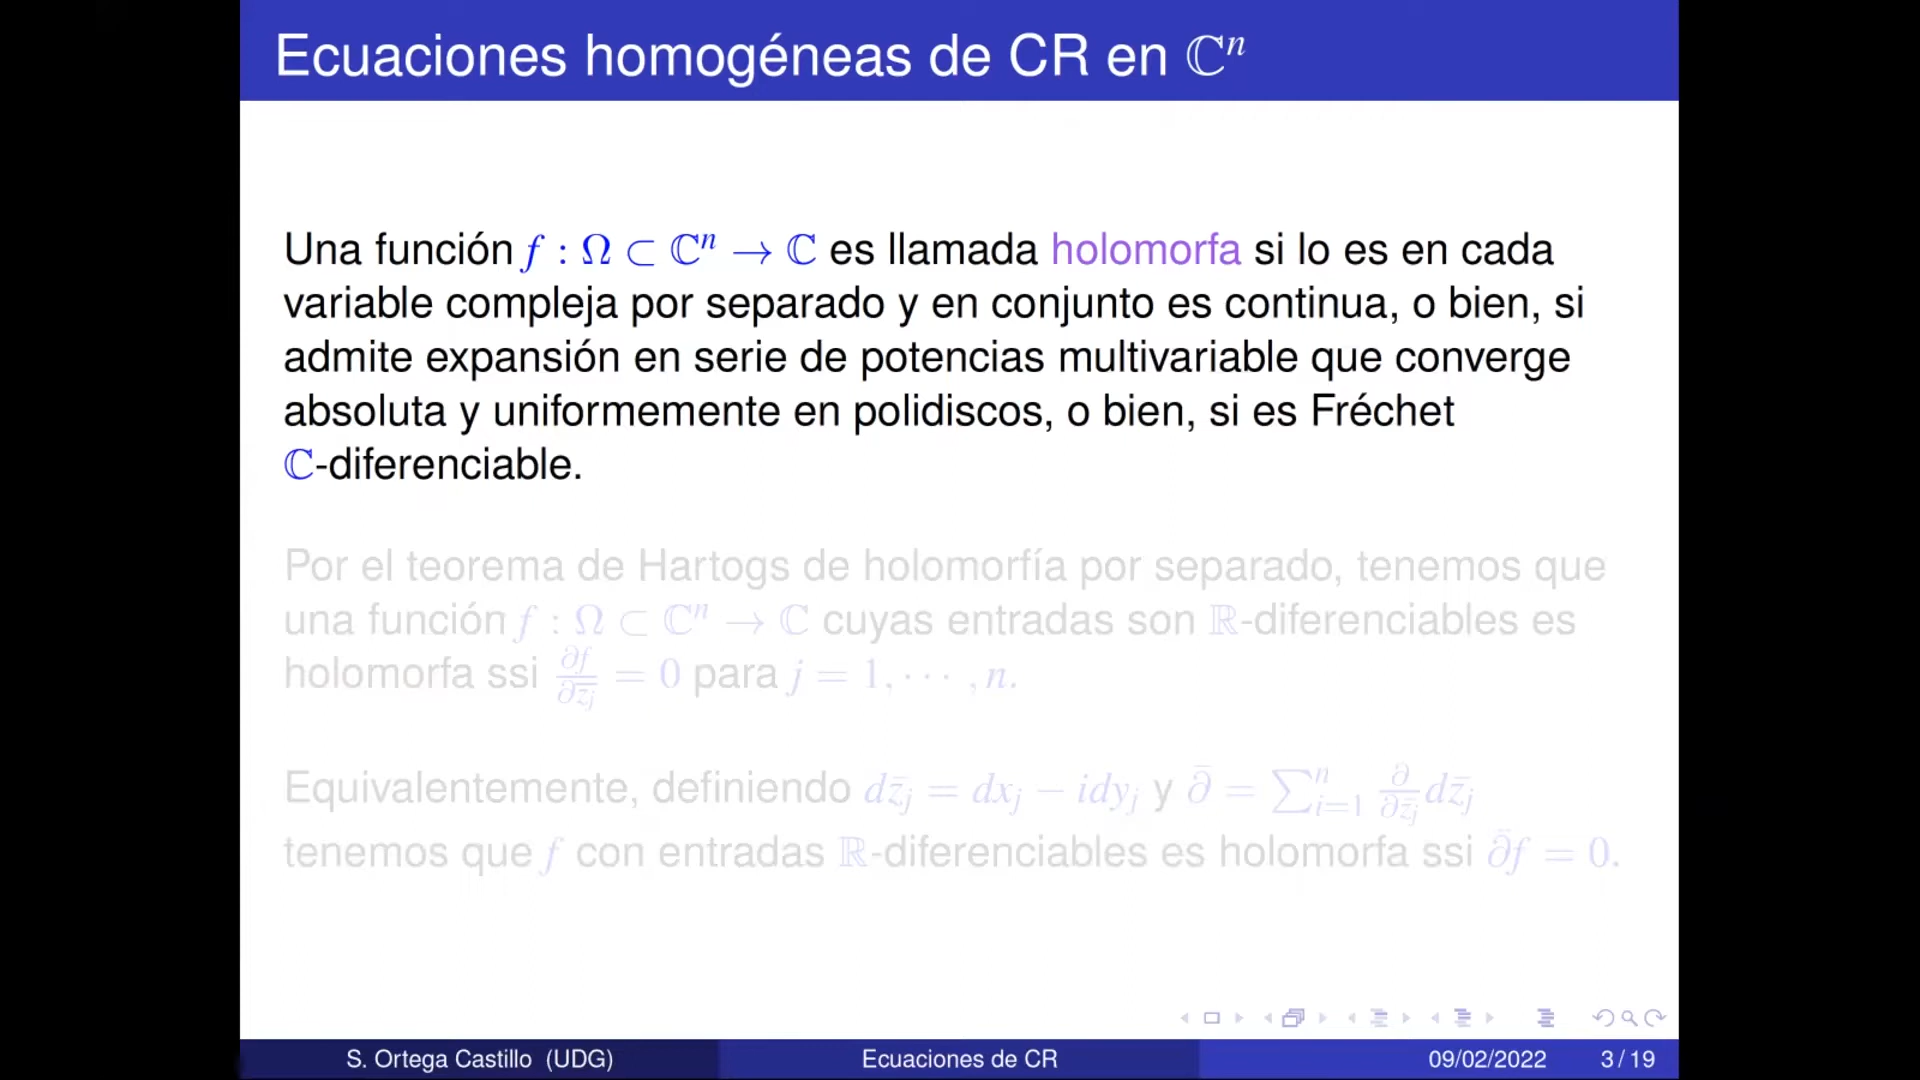 Ecuaciones homogéneas de CR en ℂⁿ
Una función f : Ω ⊂ ℂⁿ → ℂ es llamada holomorfa si lo es en cada
variable compleja por separado y en conjunto es continua, o bien, si
admite expansión en serie de potencias multivariable que converge
absoluta y uniformemente en polidiscos, o bien, si es Fréchet
ℂ-diferenciable.
Por el teorema de Hartogs de holomorfía por separado, tenemos que
una función f : Ω ⊂ ℂⁿ → ℂ cuyas entradas son ℝ-diferenciables es
holomorfa ssi ∂f/∂z̄ⱼ = 0 para j = 1, ⋯ , n.
Equivalentemente, definiendo dz̄ⱼ = dxⱼ − idyⱼ y ∂̄ = ∑ⁿᵢ₌₁ ∂/∂z̄ⱼ dz̄ⱼ
tenemos que f con entradas ℝ-diferenciables es holomorfa ssi ∂̄f = 0.
S. Ortega Castillo (UDG) Ecuaciones de CR 09/02/2022 3 / 19